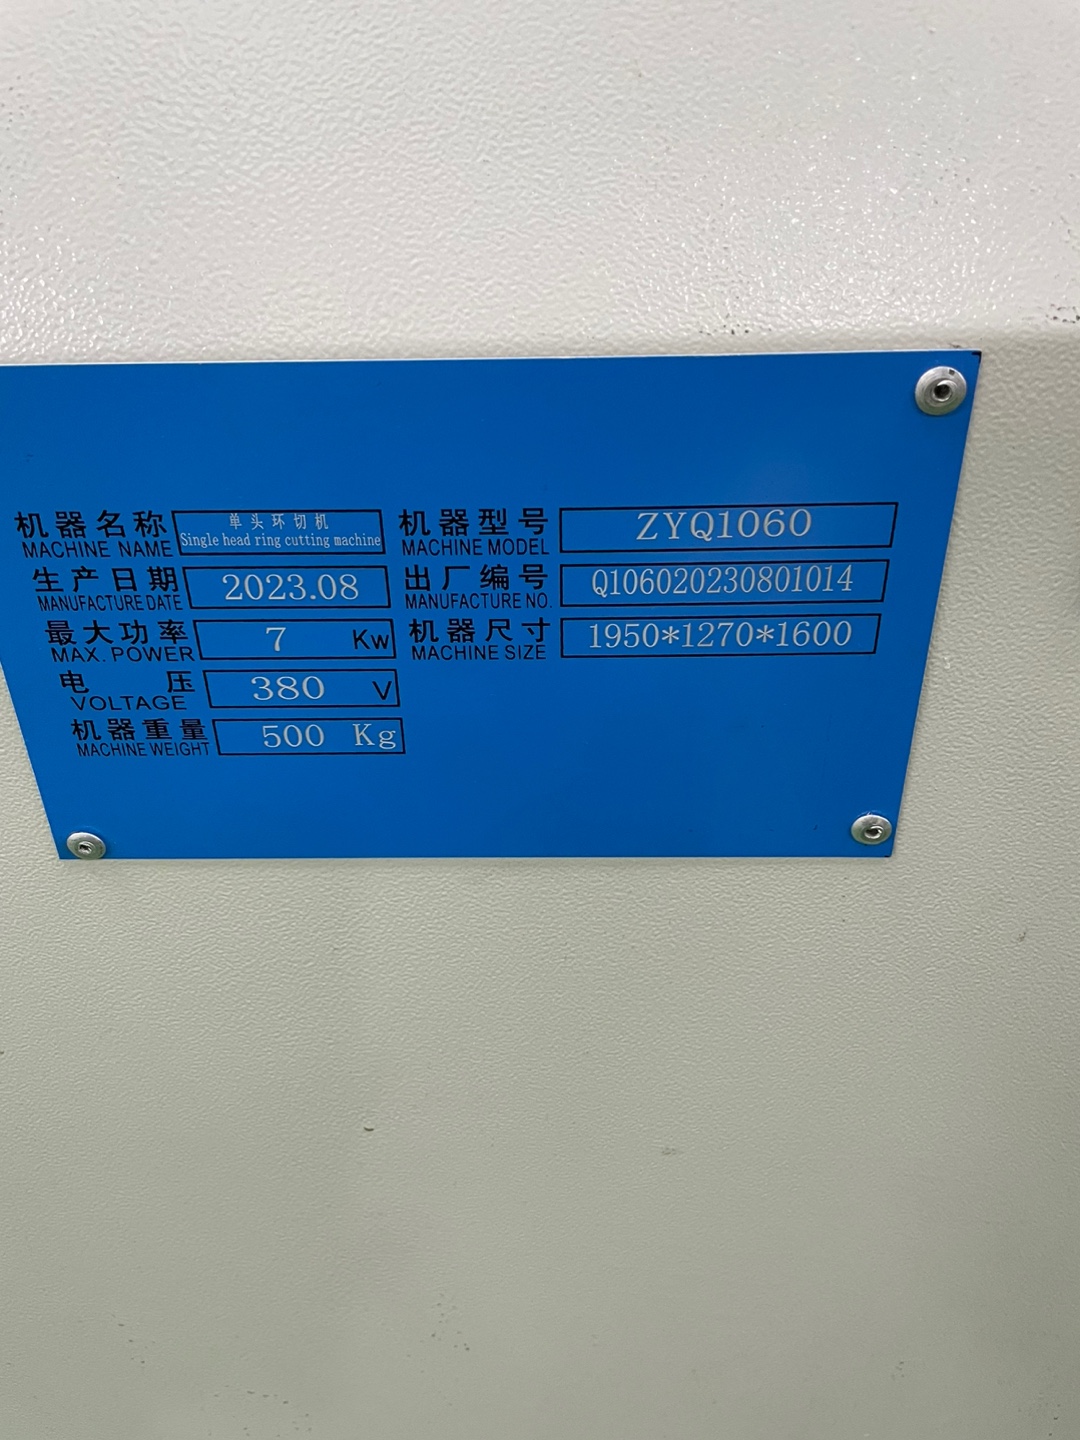 机器名称 单头环切机 机器型号 ZYQ1060
MACHINE NAME Single head ring cutting machine MACHINE MODEL
生产日期 2023.08 出厂编号 Q106020230801014
MANUFACTURE DATE MANUFACTURE NO.
最大功率 7 Kw 机器尺寸 1950*1270*1600
MAX. POWER MACHINE SIZE
电压 380 V
VOLTAGE
机器重量 500 Kg
MACHINE WEIGHT